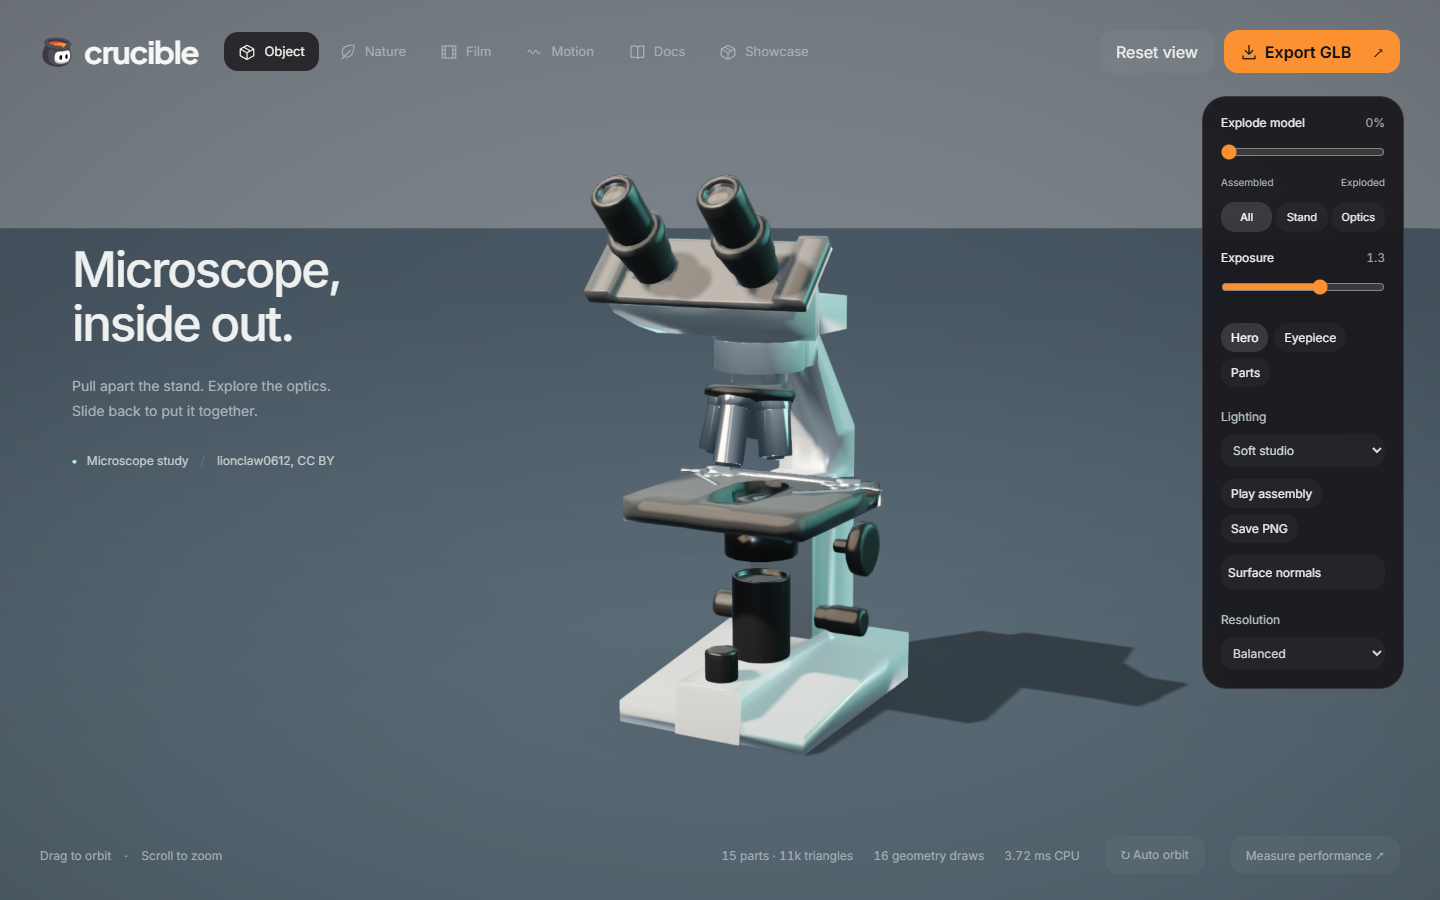 crucible
Object
Nature
Film
Motion
Docs
Showcase
Reset view
Export GLB ↗
Explode model 0%
Assembled Exploded
All Stand Optics
Exposure 1.3
Hero Eyepiece
Parts
Lighting
Soft studio
Play assembly
Save PNG
Surface normals
Resolution
Balanced
Microscope,
inside out.
Pull apart the stand. Explore the optics.
Slide back to put it together.
• Microscope study / lionclaw0612, CC BY
Drag to orbit · Scroll to zoom
15 parts · 11k triangles 16 geometry draws 3.72 ms CPU ↻ Auto orbit Measure performance ↗